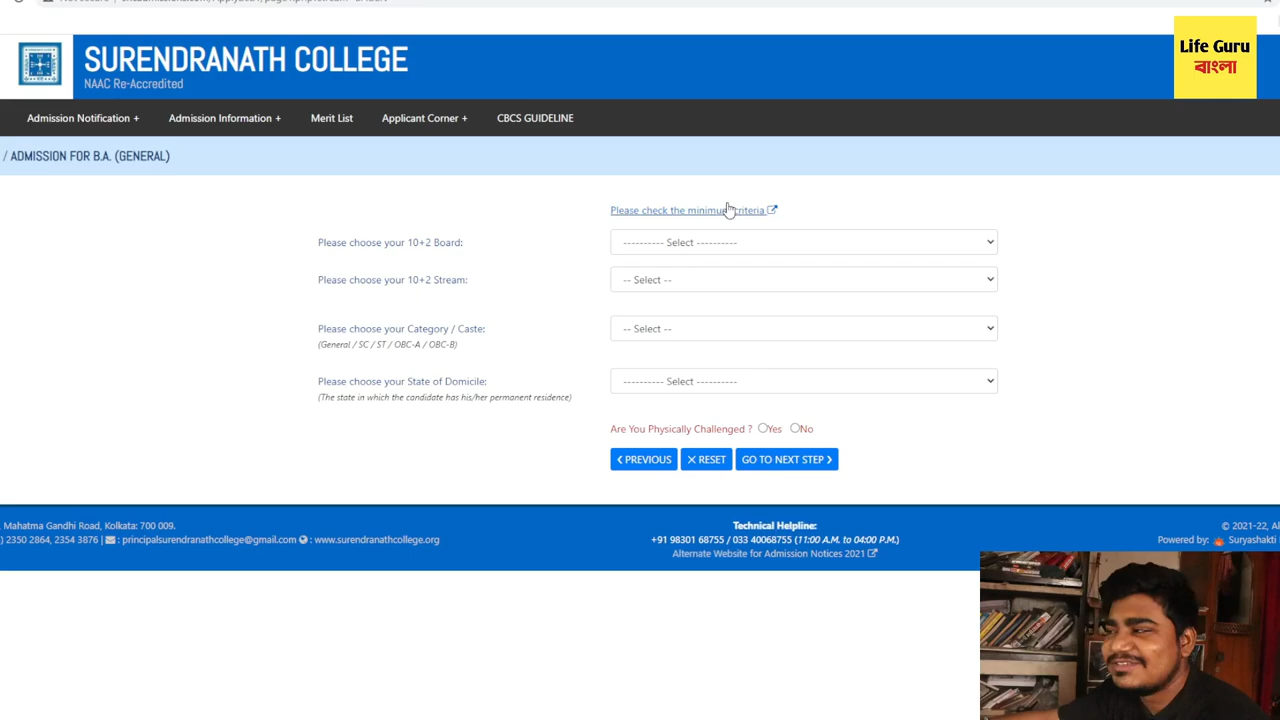 SURENDRANATH COLLEGE
NAAC Re-Accredited
Life Guru
বাংলা
Admission Notification +
Admission Information +
Merit List
Applicant Corner +
CBCS GUIDELINE
/ ADMISSION FOR B.A. (GENERAL)
Please check the minimum criteria
Please choose your 10+2 Board:
---------- Select ----------
Please choose your 10+2 Stream:
-- Select --
Please choose your Category / Caste:
(General / SC / ST / OBC-A / OBC-B)
-- Select --
Please choose your State of Domicile:
(The state in which the candidate has his/her permanent residence)
---------- Select ----------
Are You Physically Challenged ? Yes No
PREVIOUS
RESET
GO TO NEXT STEP
Mahatma Gandhi Road, Kolkata: 700 009.
) 2350 2864, 2354 3876 | : principalsurendranathcollege@gmail.com : www.surendranathcollege.org
Technical Helpline:
+91 98301 68755 / 033 40068755 (11:00 A.M. to 04:00 P.M.)
Alternate Website for Admission Notices 2021
© 2021-22,
Powered by: Suryashakti